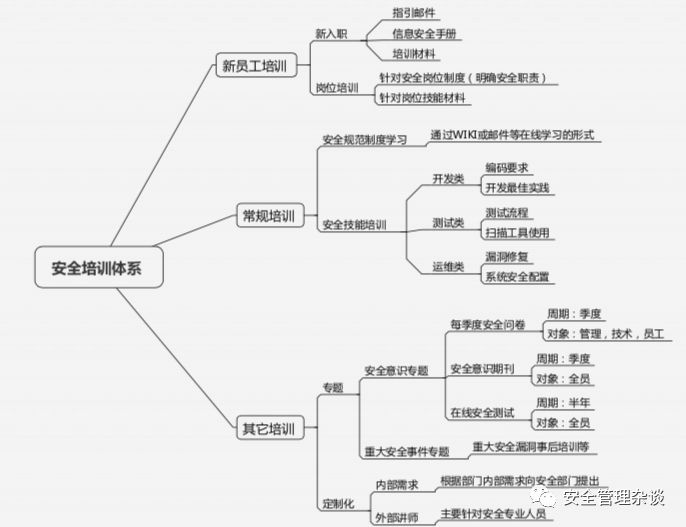 安全培训体系
新员工培训
新入职
指引邮件
信息安全手册
培训材料
岗位培训
针对安全岗位制度（明确安全职责）
针对岗位技能材料
常规培训
安全规范制度学习
通过WIKI或邮件等在线学习的形式
安全技能培训
开发类
编码要求
开发最佳实践
测试类
测试流程
扫描工具使用
运维类
漏洞修复
系统安全配置
其它培训
专题
安全意识专题
每季度安全问卷
周期：季度
对象：管理，技术，员工
安全意识期刊
周期：季度
对象：全员
在线安全测试
周期：半年
对象：全员
重大安全事件专题
重大安全漏洞事后培训等
定制化
内部需求
根据部门内部需求向安全部门提出
外部讲师
主要针对安全专业人员
安全管理杂谈